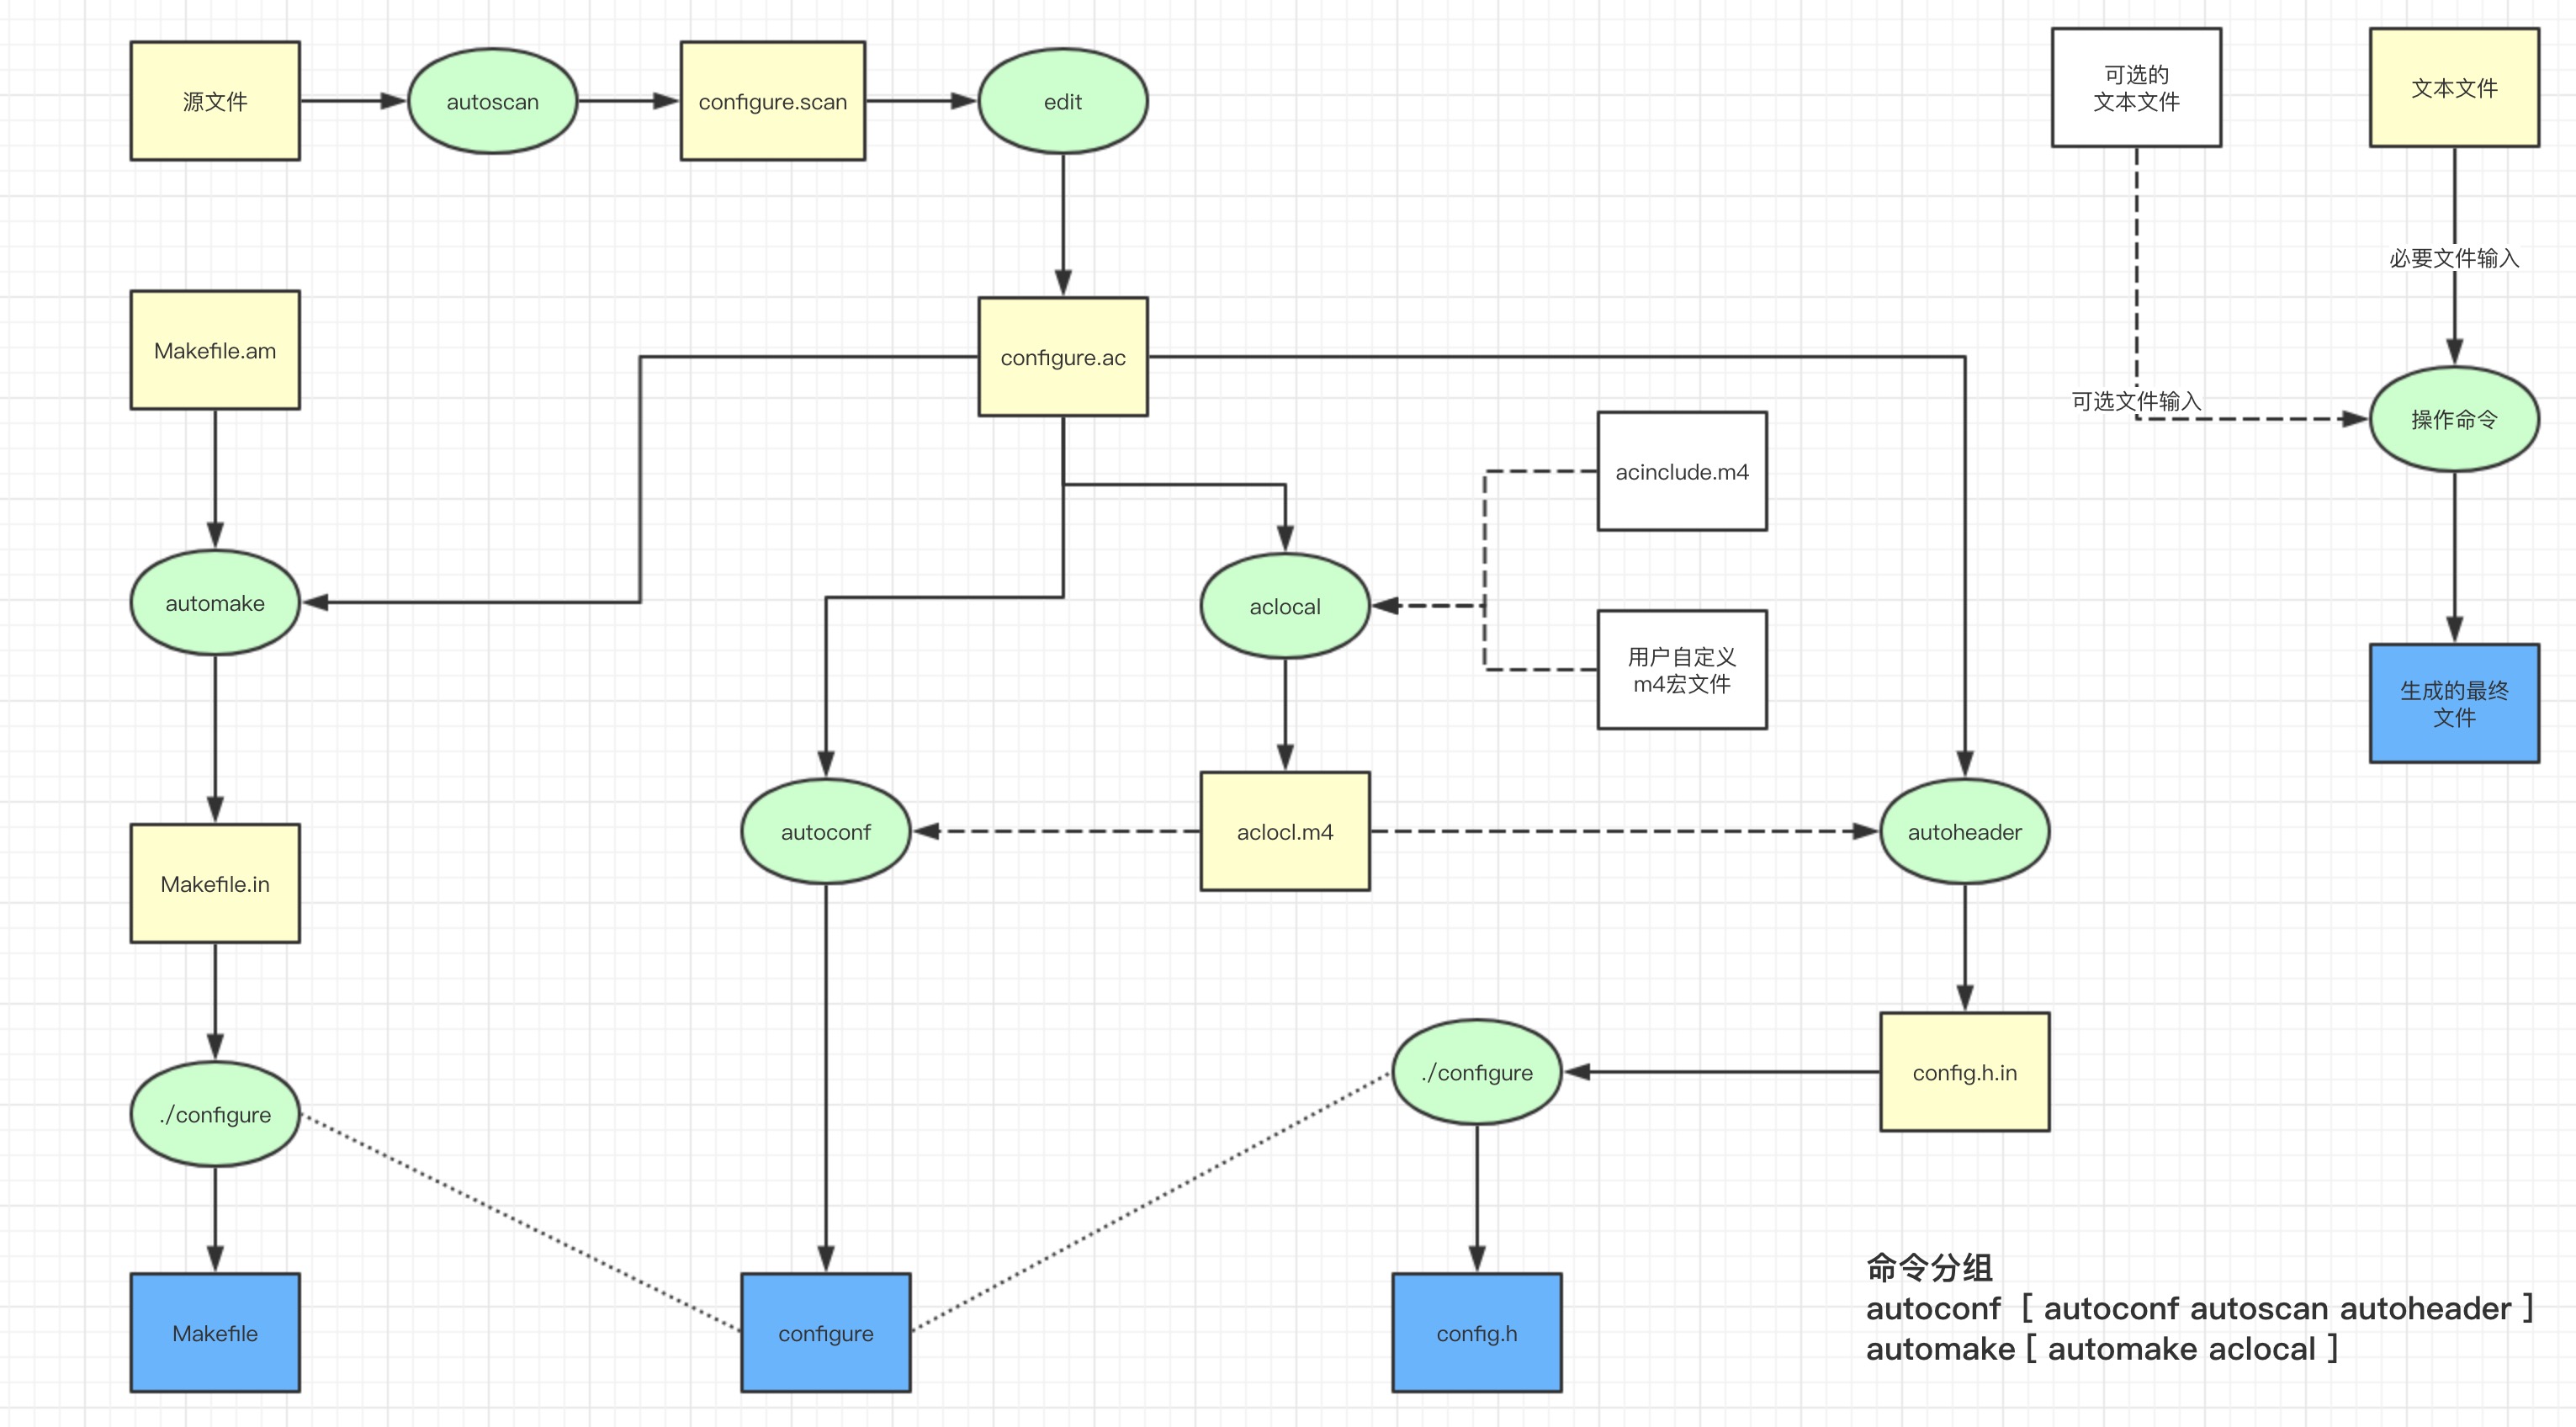 源文件
autoscan
configure.scan
edit
可选的
文本文件
文本文件
必要文件输入
Makefile.am
configure.ac
可选文件输入
操作命令
acinclude.m4
automake
aclocal
用户自定义
m4宏文件
生成的最终
文件
autoconf
aclocl.m4
autoheader
Makefile.in
./configure
./configure
config.h.in
Makefile
configure
config.h
命令分组
autoconf [ autoconf autoscan autoheader ]
automake [ automake aclocal ]